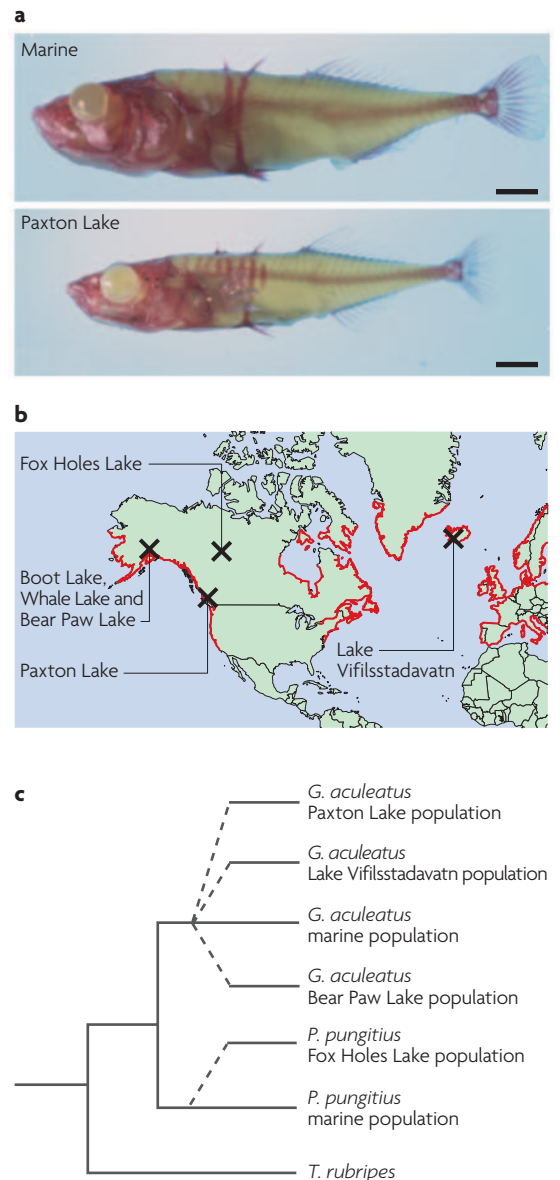 a
Marine
Paxton Lake
b
Fox Holes Lake
Boot Lake,
Whale Lake and
Bear Paw Lake
Paxton Lake
Lake
Vifilsstadavatn
c
G. aculeatus
Paxton Lake population
G. aculeatus
Lake Vifilsstadavatn population
G. aculeatus
marine population
G. aculeatus
Bear Paw Lake population
P. pungitius
Fox Holes Lake population
P. pungitius
marine population
T. rubripes